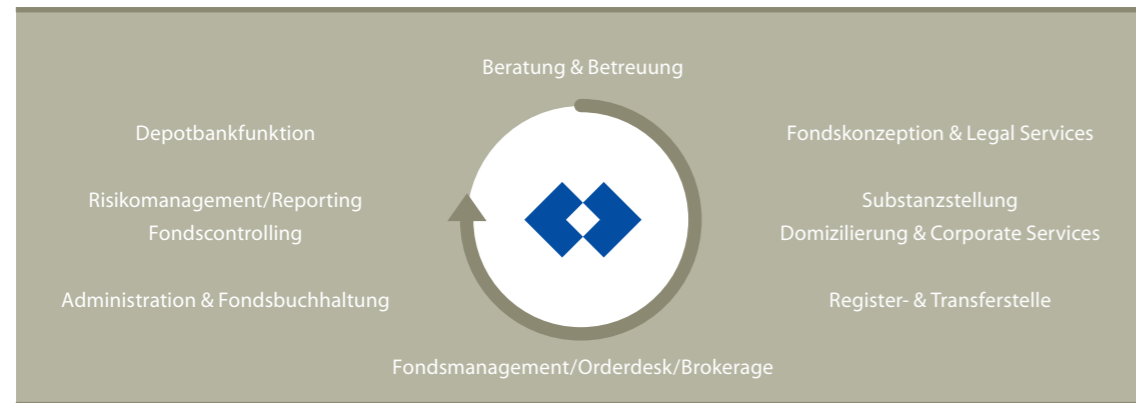 Beratung & Betreuung
Depotbankfunktion
Fondskonzeption & Legal Services
Risikomanagement/Reporting
Substanzstellung
Fondscontrolling
Domizilierung & Corporate Services
Administration & Fondsbuchhaltung
Register- & Transferstelle
Fondsmanagement/Orderdesk/Brokerage